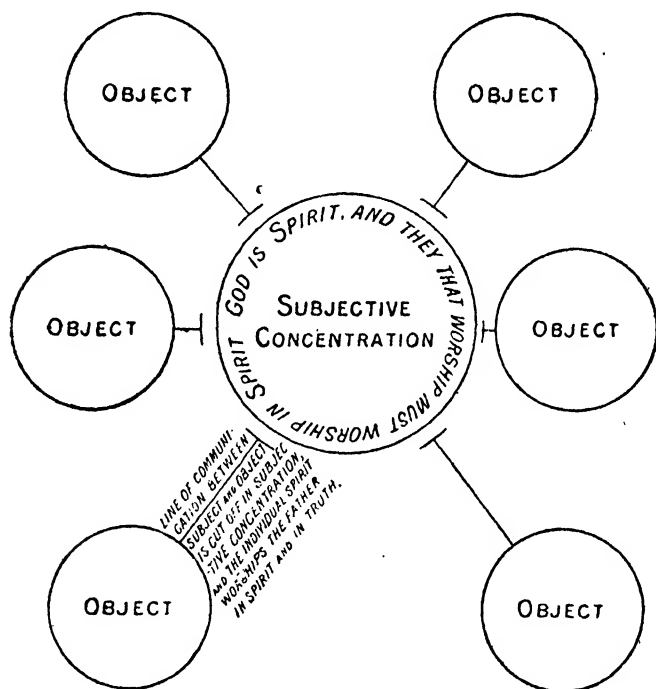 OBJECT
OBJECT
GOD IS SPIRIT. AND THEY THAT WORSHIP MUST WORSHIP IN SPIRIT
SUBJECTIVE
CONCENTRATION
OBJECT
OBJECT
LINE OF COMMUNI-
CATION BETWEEN
SUBJECT AND OBJECT
IS CUT OFF IN SUBJEC
-TIVE CONCENTRATION,
AND THE INDIVIDUAL SPIRIT
WORSHIPS THE FATHER
IN SPIRIT AND IN TRUTH.
OBJECT
OBJECT